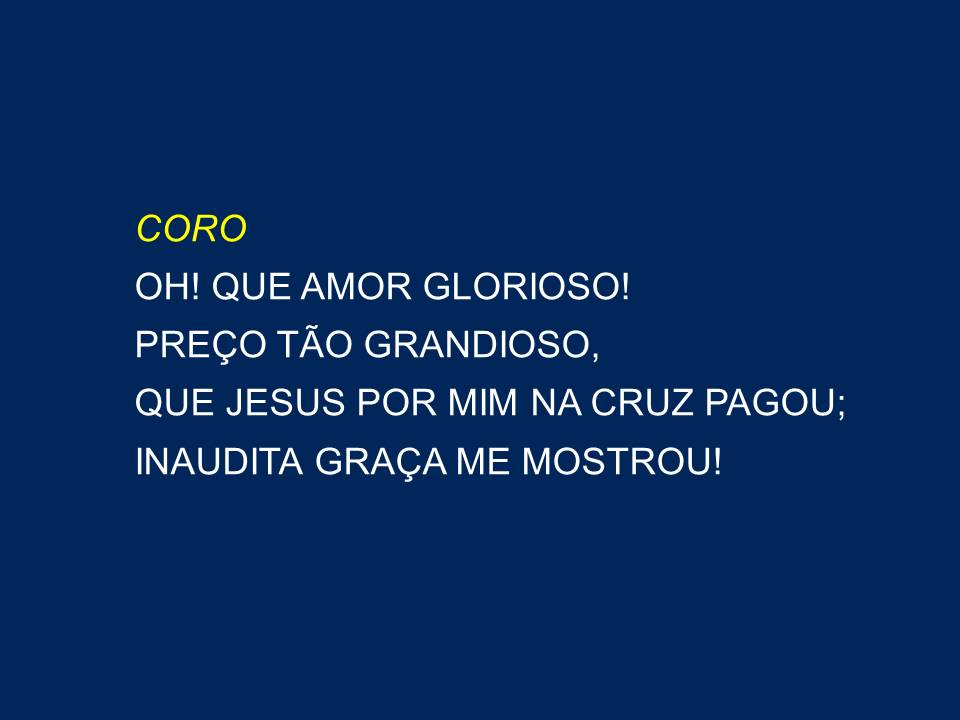 CORO
OH! QUE AMOR GLORIOSO!
PREÇO TÃO GRANDIOSO,
QUE JESUS POR MIM NA CRUZ PAGOU;
INAUDITA GRAÇA ME MOSTROU!